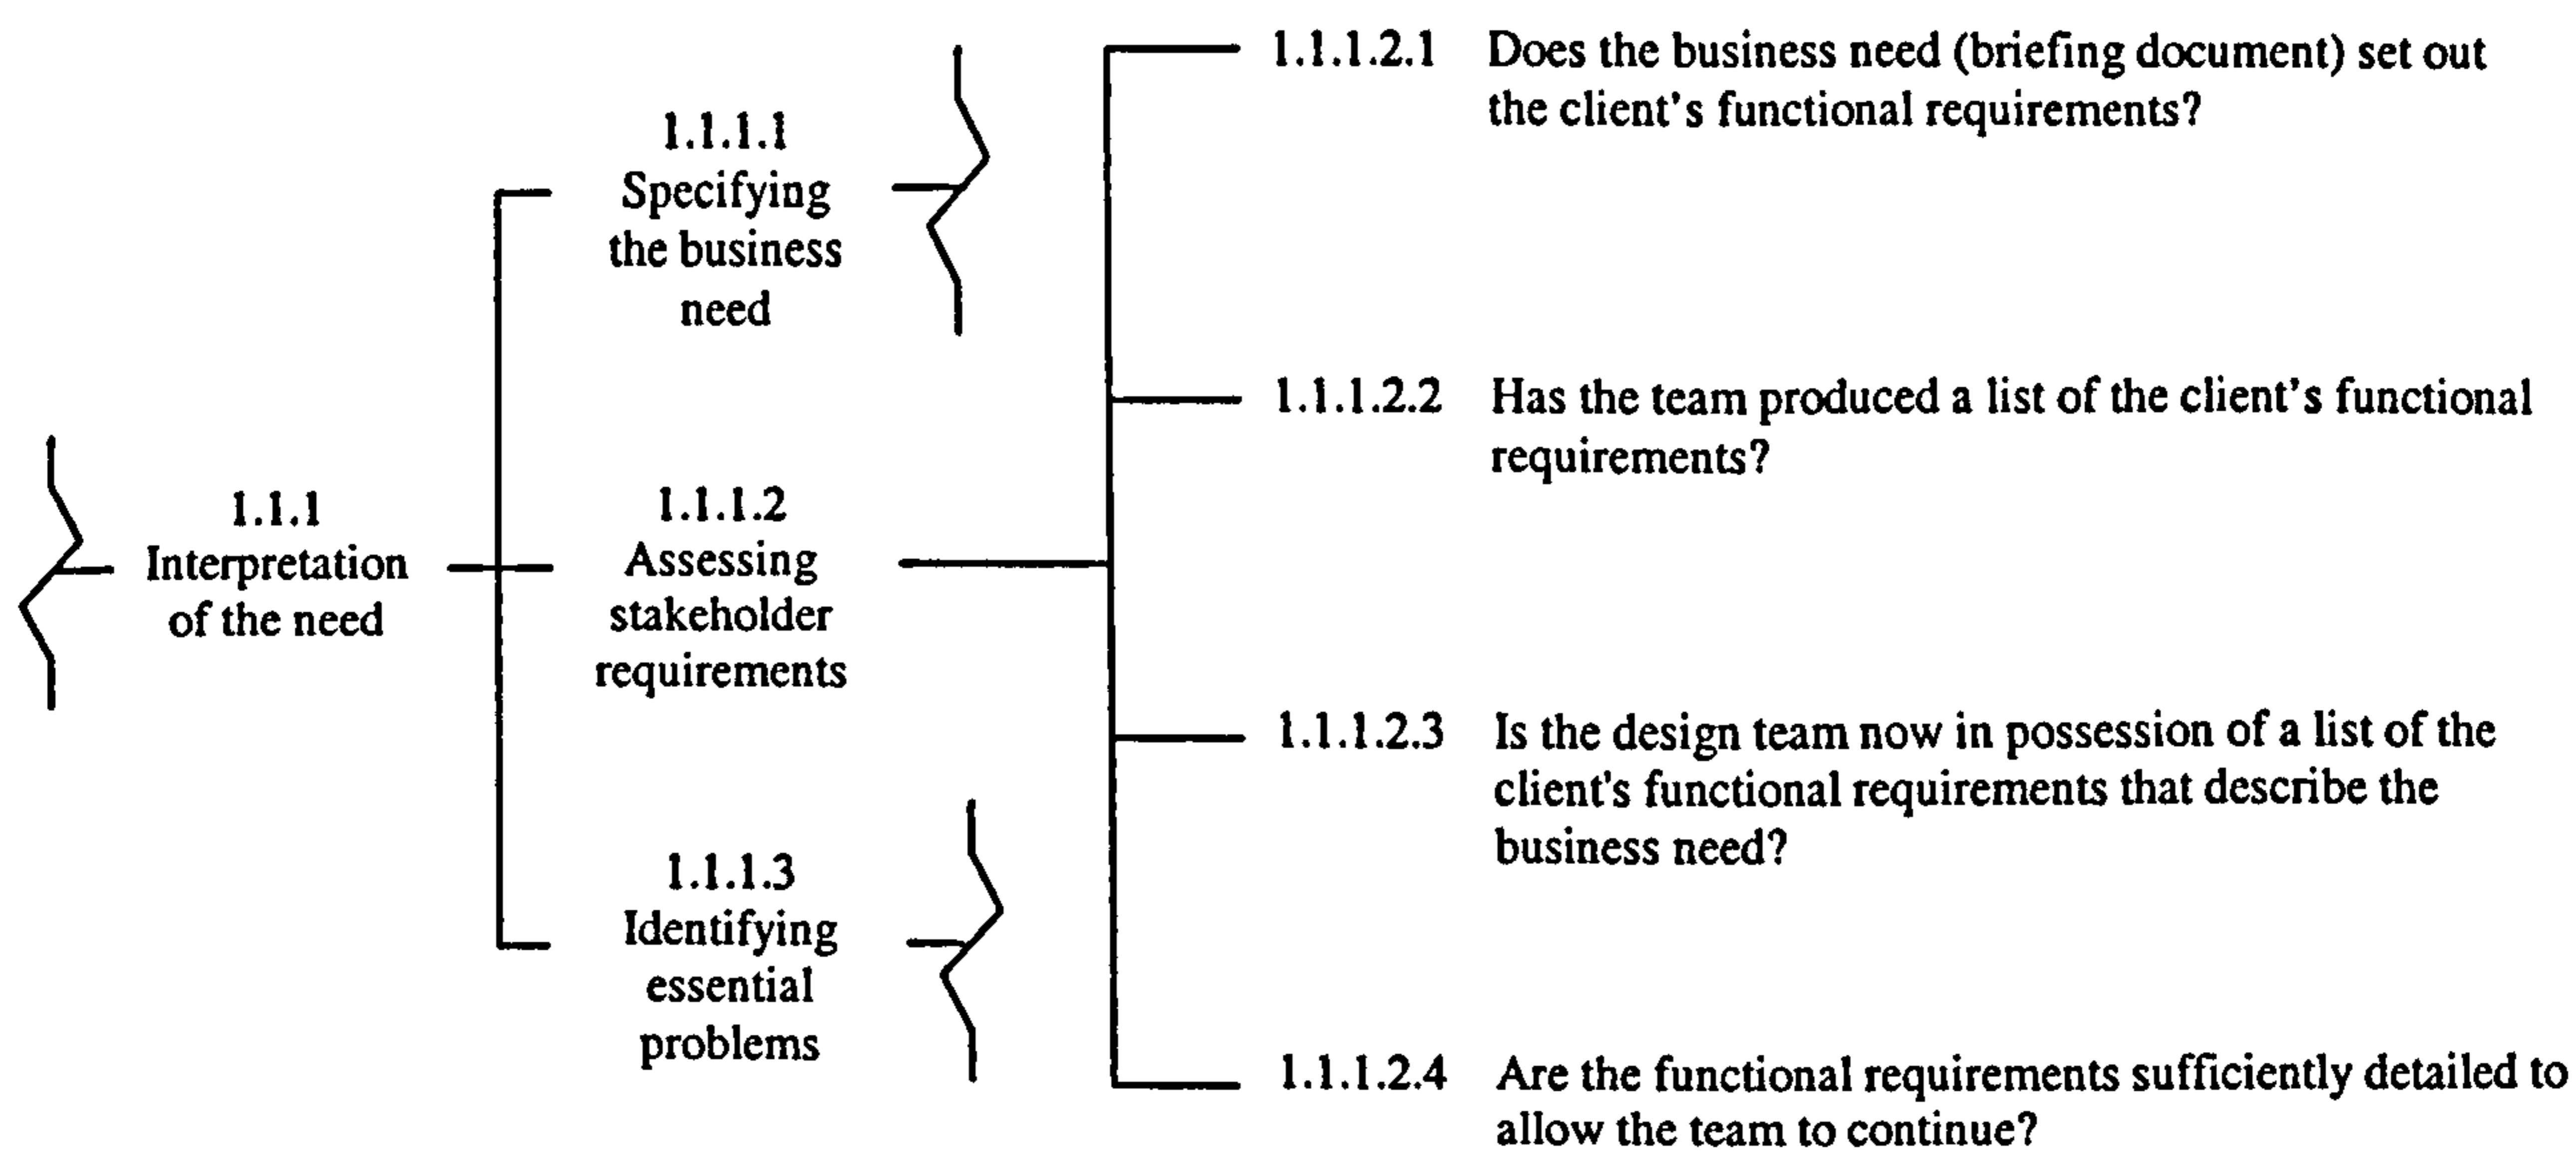 1.1.1
Interpretation
of the need
1.1.1.1
Specifying
the business
need
1.1.1.2
Assessing
stakeholder
requirements
1.1.1.3
Identifying
essential
problems
1.1.1.2.1 Does the business need (briefing document) set out
the client's functional requirements?
1.1.1.2.2 Has the team produced a list of the client's functional
requirements?
1.1.1.2.3 Is the design team now in possession of a list of the
client's functional requirements that describe the
business need?
1.1.1.2.4 Are the functional requirements sufficiently detailed to
allow the team to continue?